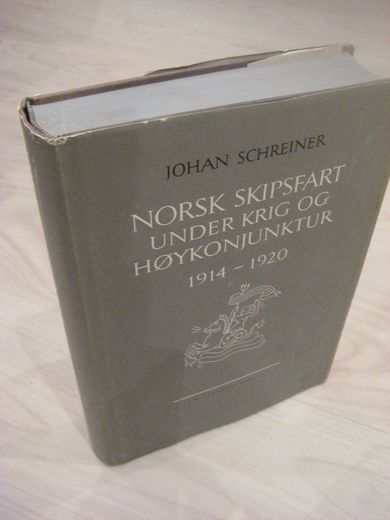 JOHAN SCHREINER
NORSK SKIPSFART
UNDER KRIG OG
HØYKONJUNKTUR
1914 – 1920